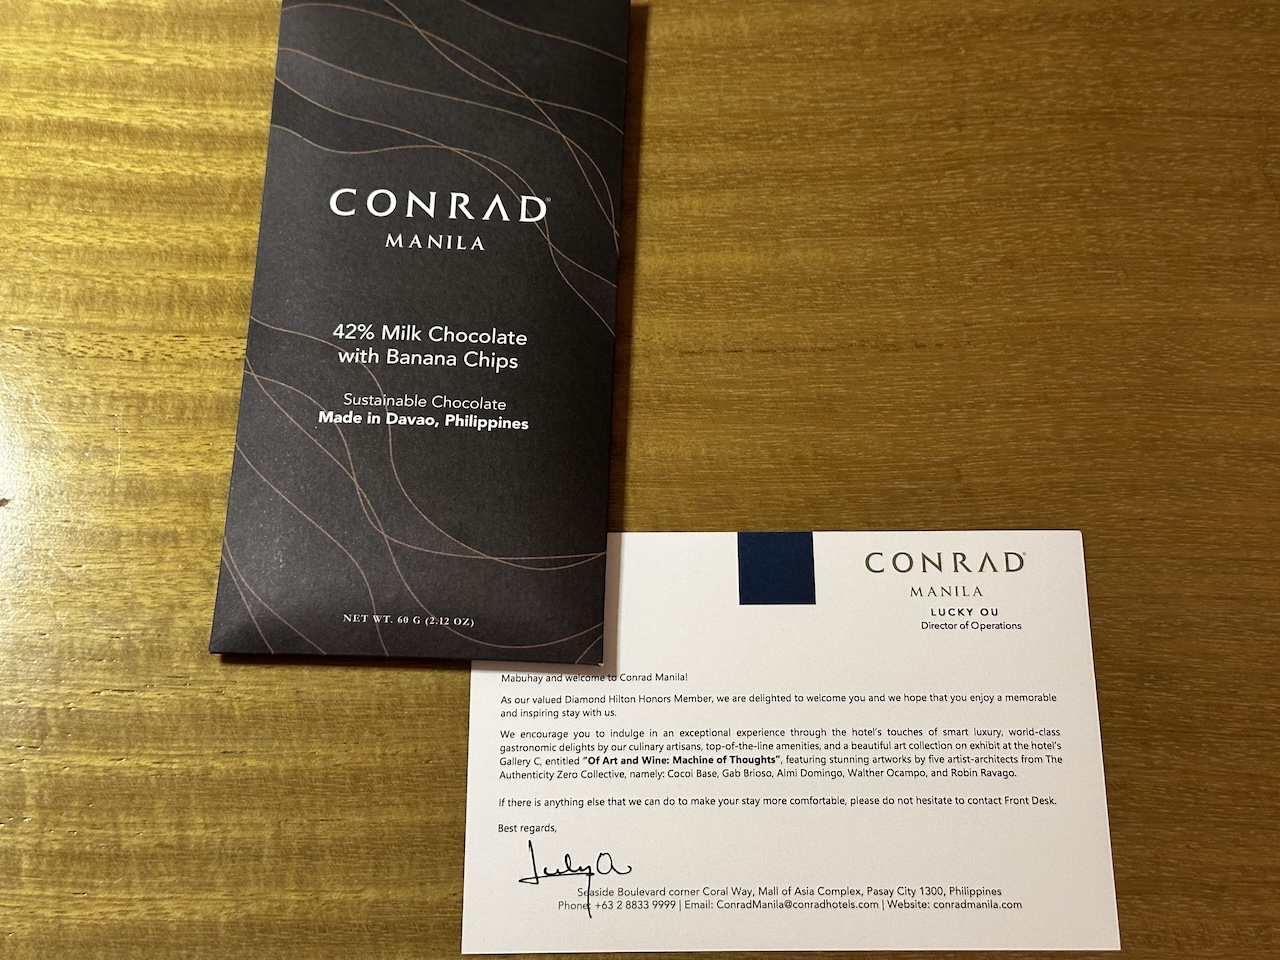 CONRAD®
MANILA
42% Milk Chocolate
with Banana Chips
Sustainable Chocolate
Made in Davao, Philippines
NET WT. 60 G (2.12 OZ)
CONRAD®
MANILA
LUCKY OU
Director of Operations
Mabuhay and welcome to Conrad Manila!
As our valued Diamond Hilton Honors Member, we are delighted to welcome you and we hope that you enjoy a memorable
and inspiring stay with us.
We encourage you to indulge in an exceptional experience through the hotel's touches of smart luxury, world-class
gastronomic delights by our culinary artisans, top-of-the-line amenities, and a beautiful art collection on exhibit at the hotel's
Gallery C, entitled "Of Art and Wine: Machine of Thoughts", featuring stunning artworks by five artist-architects from The
Authenticity Zero Collective, namely: Cocoi Base, Gab Brioso, Almi Domingo, Walther Ocampo, and Robin Ravago.
If there is anything else that we can do to make your stay more comfortable, please do not hesitate to contact Front Desk.
Best regards,
Seaside Boulevard corner Coral Way, Mall of Asia Complex, Pasay City 1300, Philippines
Phone: +63 2 8833 9999 | Email: ConradManila@conradhotels.com | Website: conradmanila.com